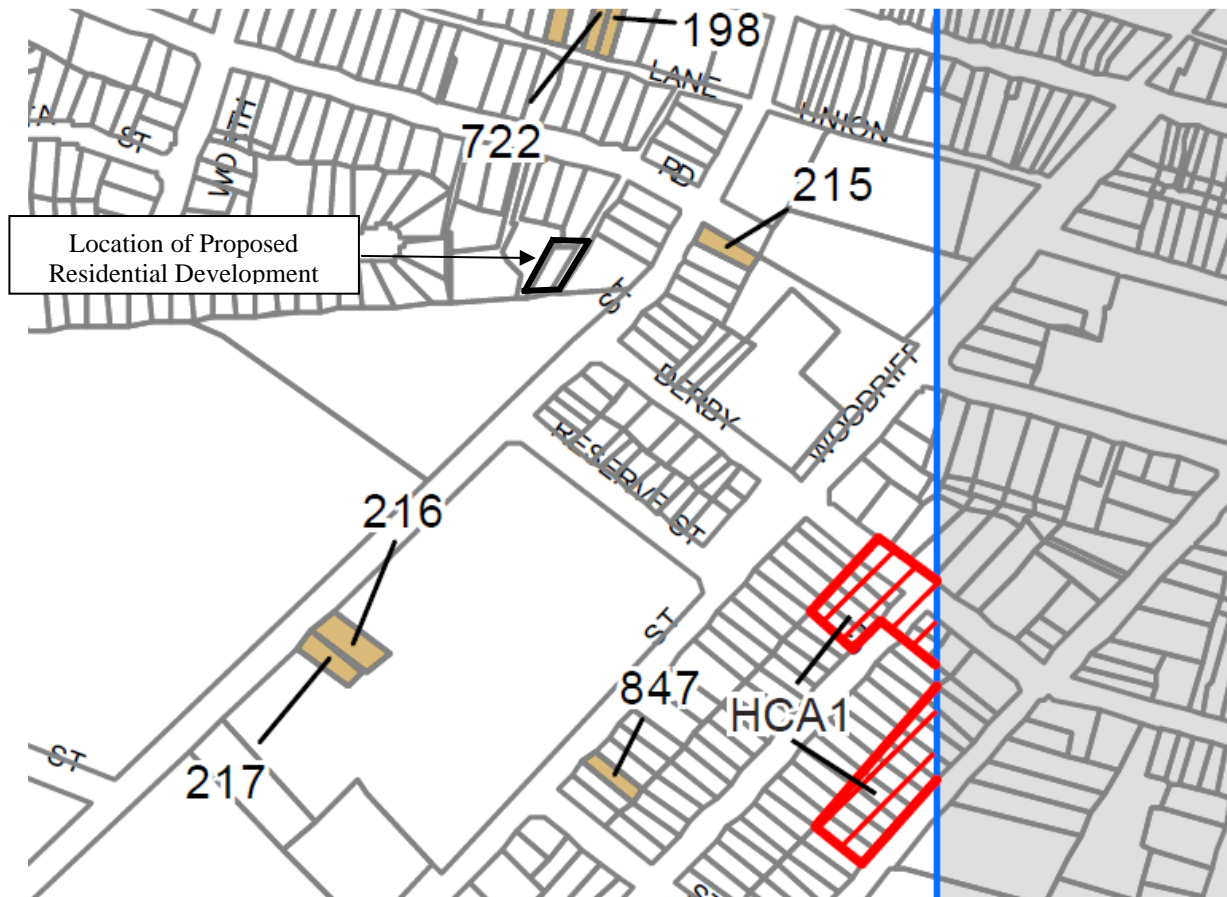 198
LANE
722
UNION
ST
RD
215
Location of Proposed
Residential Development
ST
DERBY
WOODRIFF
RESERVE ST
216
ST
847
HCA1
ST
217